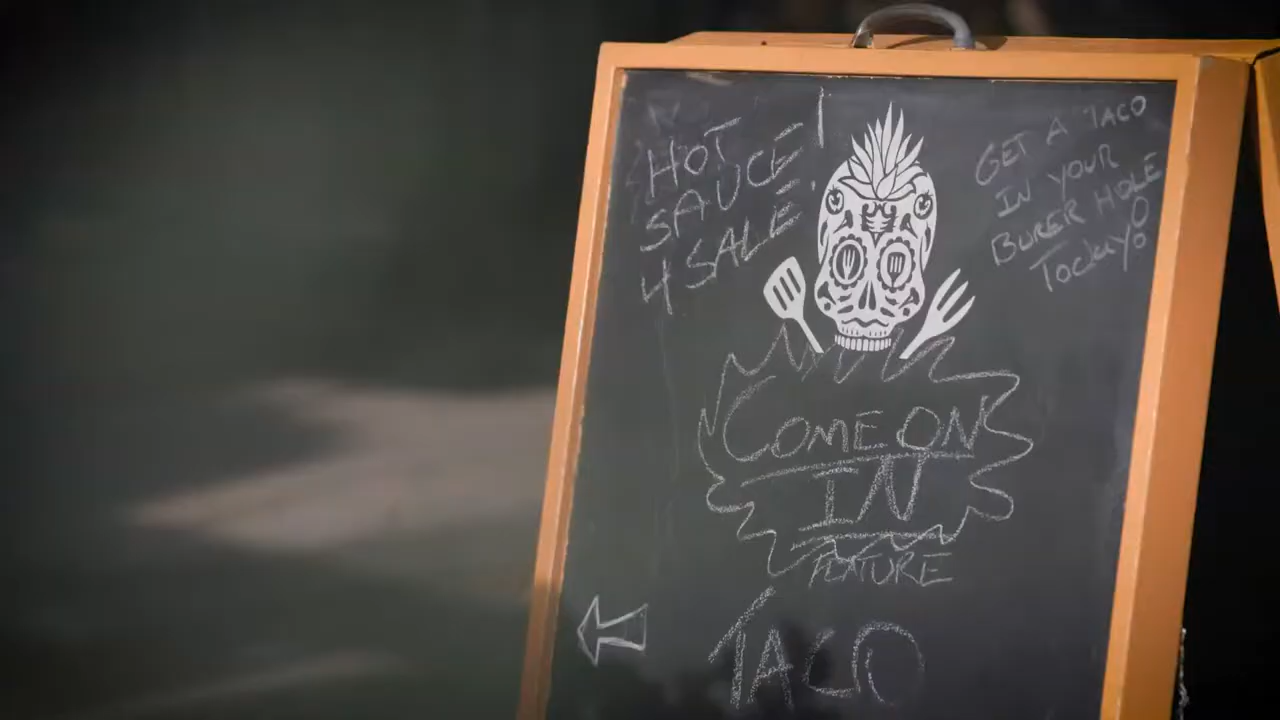 HOT
SAUCE
4 SALE!
GET A TACO
IN YOUR
BURER HOLE
Today!!
COME ON
IN
FEATURE
TACO